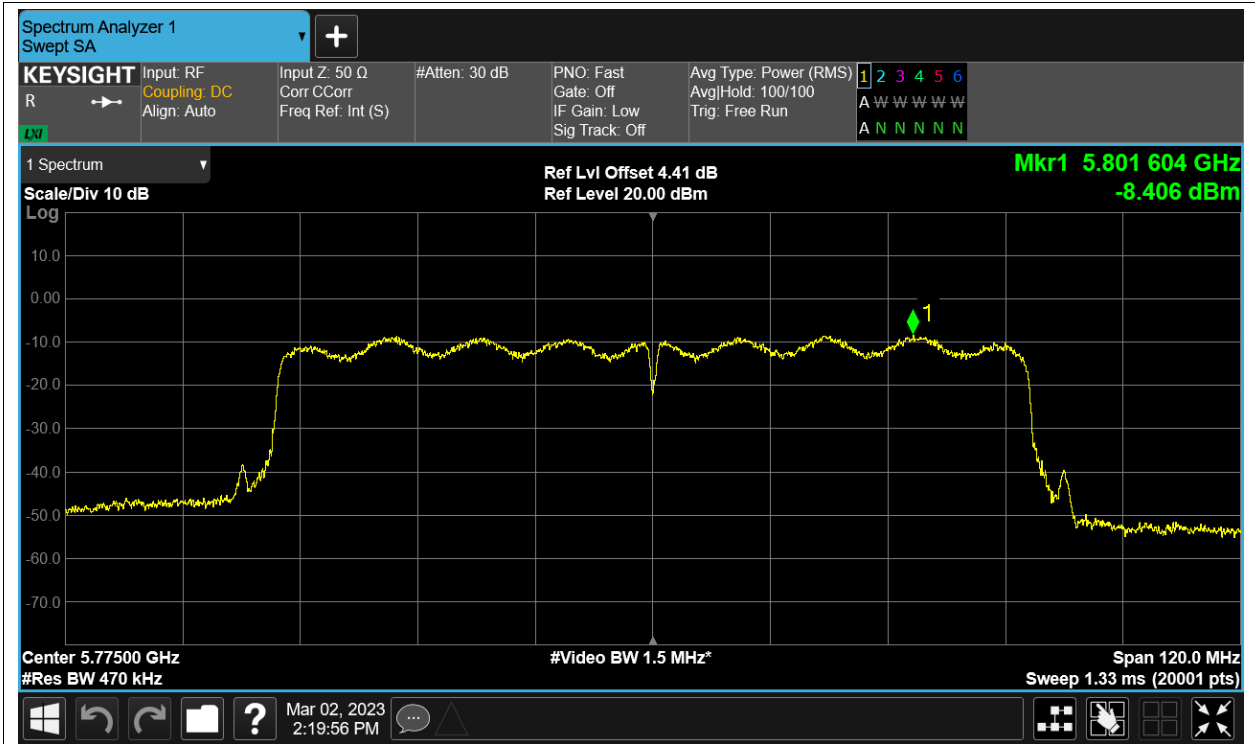 Spectrum Analyzer 1
Swept SA
+
KEYSIGHT
R
LXI
Input: RF
Coupling: DC
Align: Auto
Input Z: 50 Ω
Corr CCorr
Freq Ref: Int (S)
#Atten: 30 dB
PNO: Fast
Gate: Off
IF Gain: Low
Sig Track: Off
Avg Type: Power (RMS)
Avg|Hold: 100/100
Trig: Free Run
1 2 3 4 5 6
A W W W W W
A N N N N N
1 Spectrum
Scale/Div 10 dB
Ref Lvl Offset 4.41 dB
Ref Level 20.00 dBm
Mkr1 5.801 604 GHz
-8.406 dBm
Log
10.0
0.00
1
-10.0
-20.0
-30.0
-40.0
-50.0
-60.0
-70.0
Center 5.77500 GHz
#Video BW 1.5 MHz*
Span 120.0 MHz
#Res BW 470 kHz
Sweep 1.33 ms (20001 pts)
?
Mar 02, 2023
2:19:56 PM